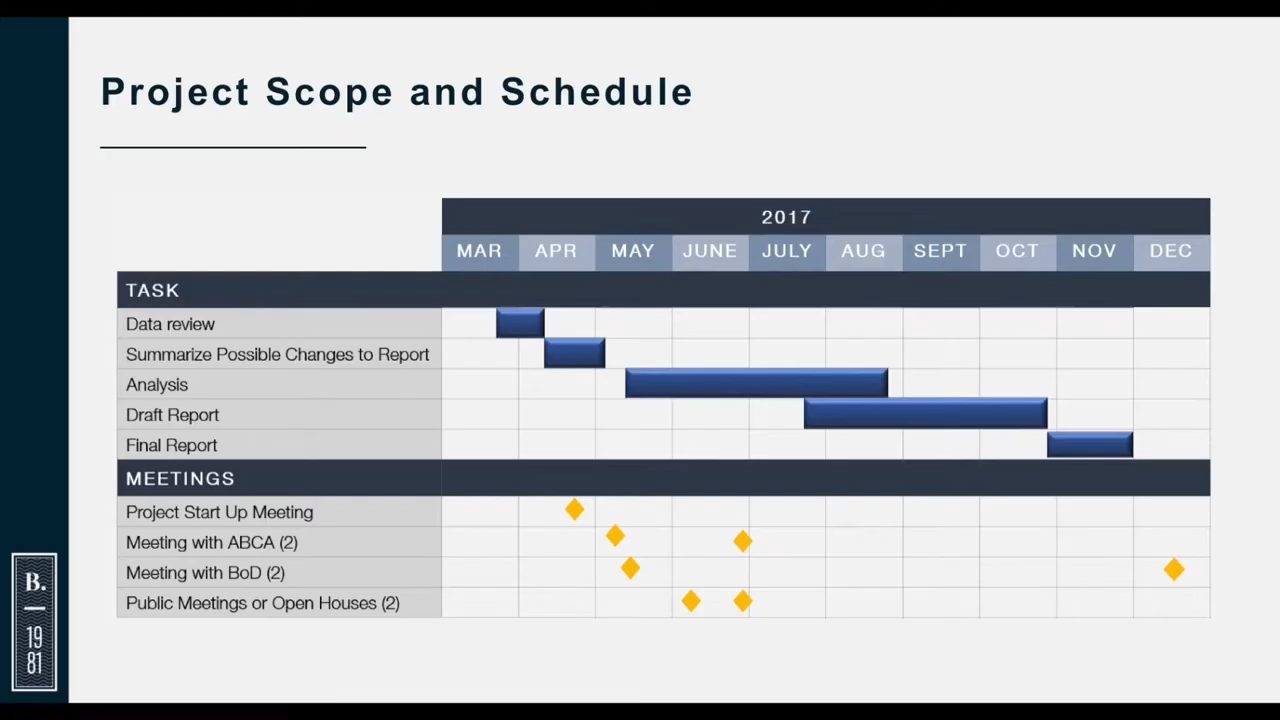 Project Scope and Schedule
2017
MAR APR MAY JUNE JULY AUG SEPT OCT NOV DEC
TASK
Data review
Summarize Possible Changes to Report
Analysis
Draft Report
Final Report
MEETINGS
Project Start Up Meeting
Meeting with ABCA (2)
Meeting with BoD (2)
Public Meetings or Open Houses (2)
B.
19
81